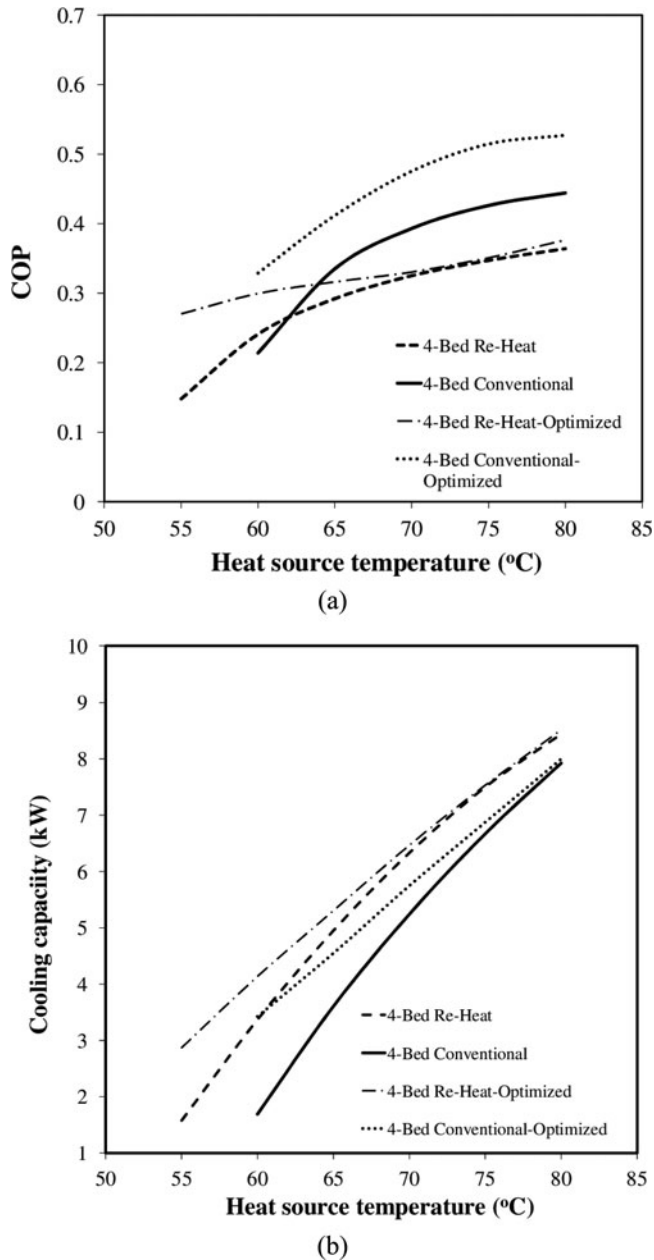 0.7
0.6
0.5
0.4
0.3
0.2
0.1
0
COP
4-Bed Re-Heat
4-Bed Conventional
4-Bed Re-Heat-Optimized
4-Bed Conventional-
Optimized
50 55 60 65 70 75 80 85
Heat source temperature (°C)
(a)
10
9
8
7
6
5
4
3
2
1
Cooling capaciity (kW)
4-Bed Re-Heat
4-Bed Conventional
4-Bed Re-Heat-Optimized
4-Bed Conventional-Optimized
50 55 60 65 70 75 80 85
Heat source temperature (°C)
(b)